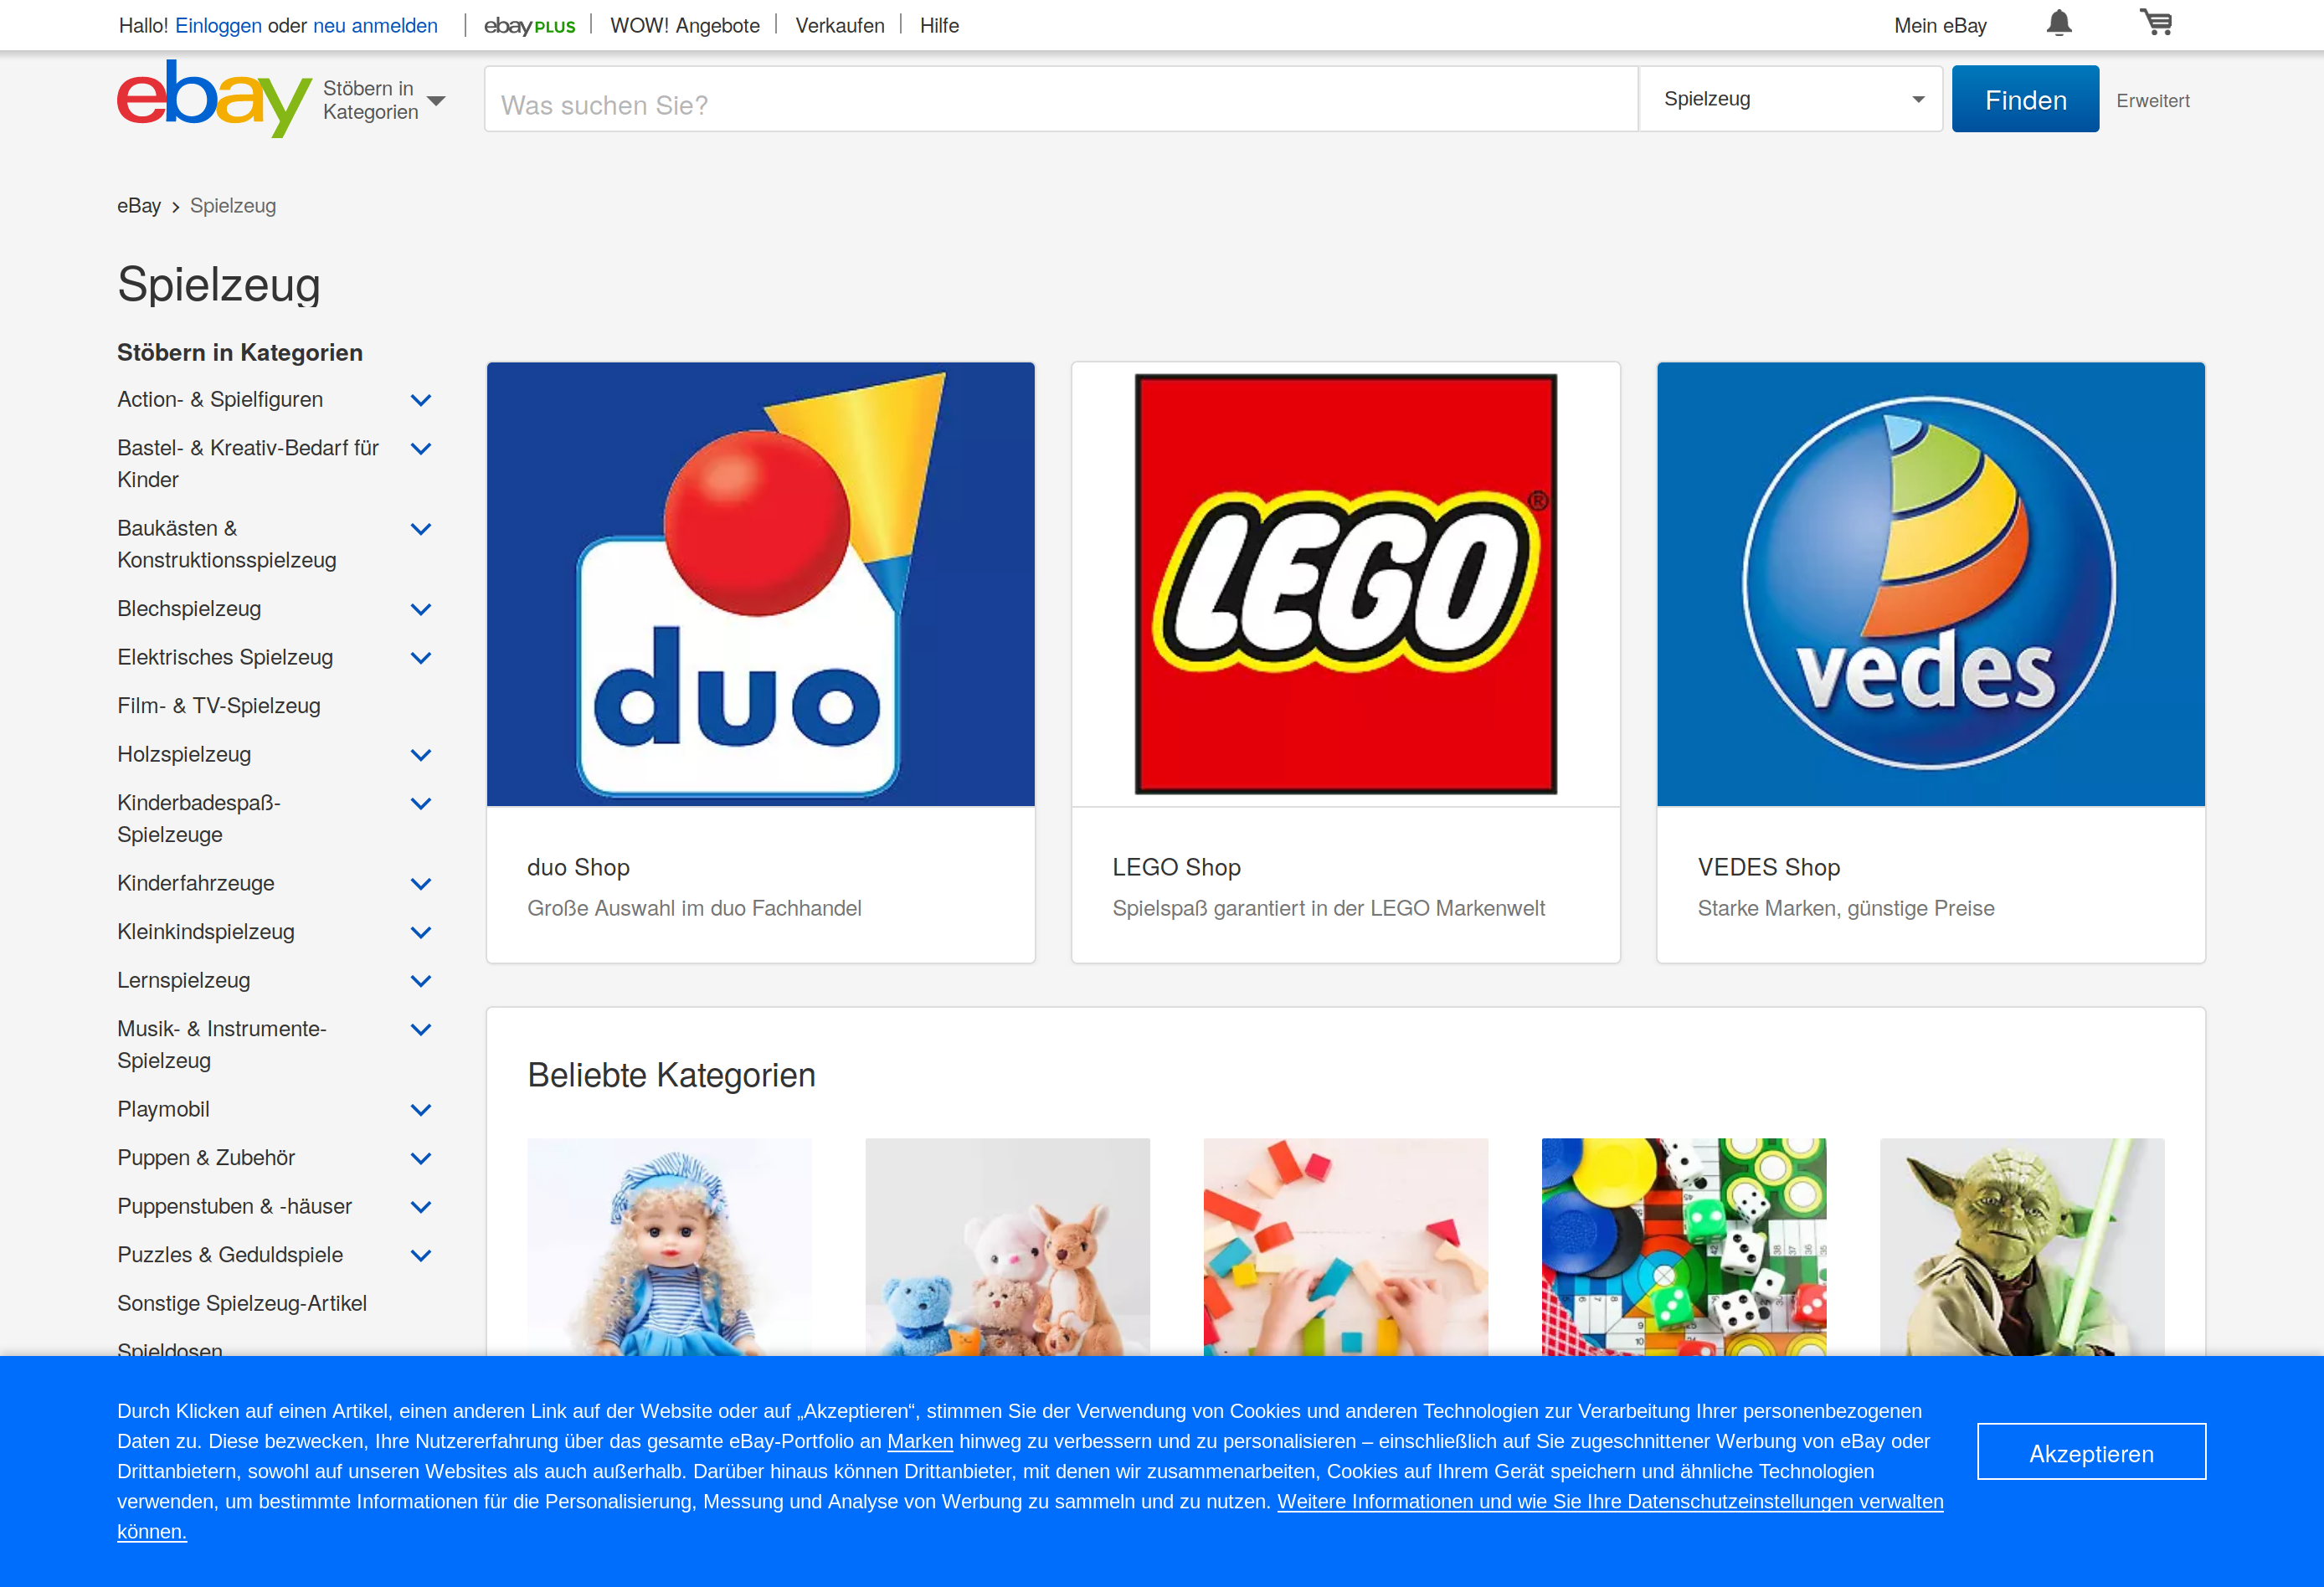 Hallo! Einloggen oder neu anmelden
ebay PLUS
WOW! Angebote
Verkaufen
Hilfe
Mein eBay
ebay
Stöbern in
Kategorien
Was suchen Sie?
Spielzeug
Finden
Erweitert
eBay
Spielzeug
Spielzeug
Stöbern in Kategorien
Action- & Spielfiguren
Bastel- & Kreativ-Bedarf für
Kinder
Baukästen &
Konstruktionsspielzeug
Blechspielzeug
Elektrisches Spielzeug
Film- & TV-Spielzeug
Holzspielzeug
Kinderbadespaß-
Spielzeuge
Kinderfahrzeuge
Kleinkindspielzeug
Lernspielzeug
Musik- & Instrumente-
Spielzeug
Playmobil
Puppen & Zubehör
Puppenstuben & -häuser
Puzzles & Geduldspiele
Sonstige Spielzeug-Artikel
Spieldosen
duo
duo Shop
Große Auswahl im duo Fachhandel
LEGO ®
LEGO Shop
Spielspaß garantiert in der LEGO Markenwelt
vedes
VEDES Shop
Starke Marken, günstige Preise
Beliebte Kategorien
Durch Klicken auf einen Artikel, einen anderen Link auf der Website oder auf „Akzeptieren“, stimmen Sie der Verwendung von Cookies und anderen Technologien zur Verarbeitung Ihrer personenbezogenen
Daten zu. Diese bezwecken, Ihre Nutzererfahrung über das gesamte eBay-Portfolio an Marken hinweg zu verbessern und zu personalisieren – einschließlich auf Sie zugeschnittener Werbung von eBay oder
Drittanbietern, sowohl auf unseren Websites als auch außerhalb. Darüber hinaus können Drittanbieter, mit denen wir zusammenarbeiten, Cookies auf Ihrem Gerät speichern und ähnliche Technologien
verwenden, um bestimmte Informationen für die Personalisierung, Messung und Analyse von Werbung zu sammeln und zu nutzen. Weitere Informationen und wie Sie Ihre Datenschutzeinstellungen verwalten
können.
Akzeptieren